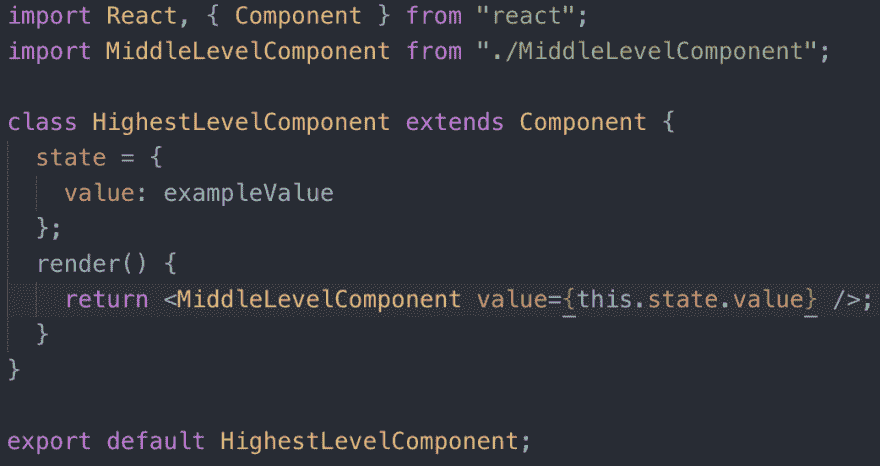 import React, { Component } from "react";
import MiddleLevelComponent from "./MiddleLevelComponent";
class HighestLevelComponent extends Component {
state = {
value: exampleValue
};
render() {
return <MiddleLevelComponent value={this.state.value} />;
}
}
export default HighestLevelComponent;